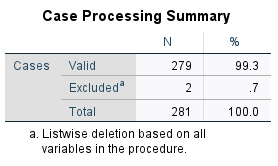 Case Processing Summary
N %
Cases Valid 279 99.3
Excludedᵃ 2 .7
Total 281 100.0
a. Listwise deletion based on all
variables in the procedure.